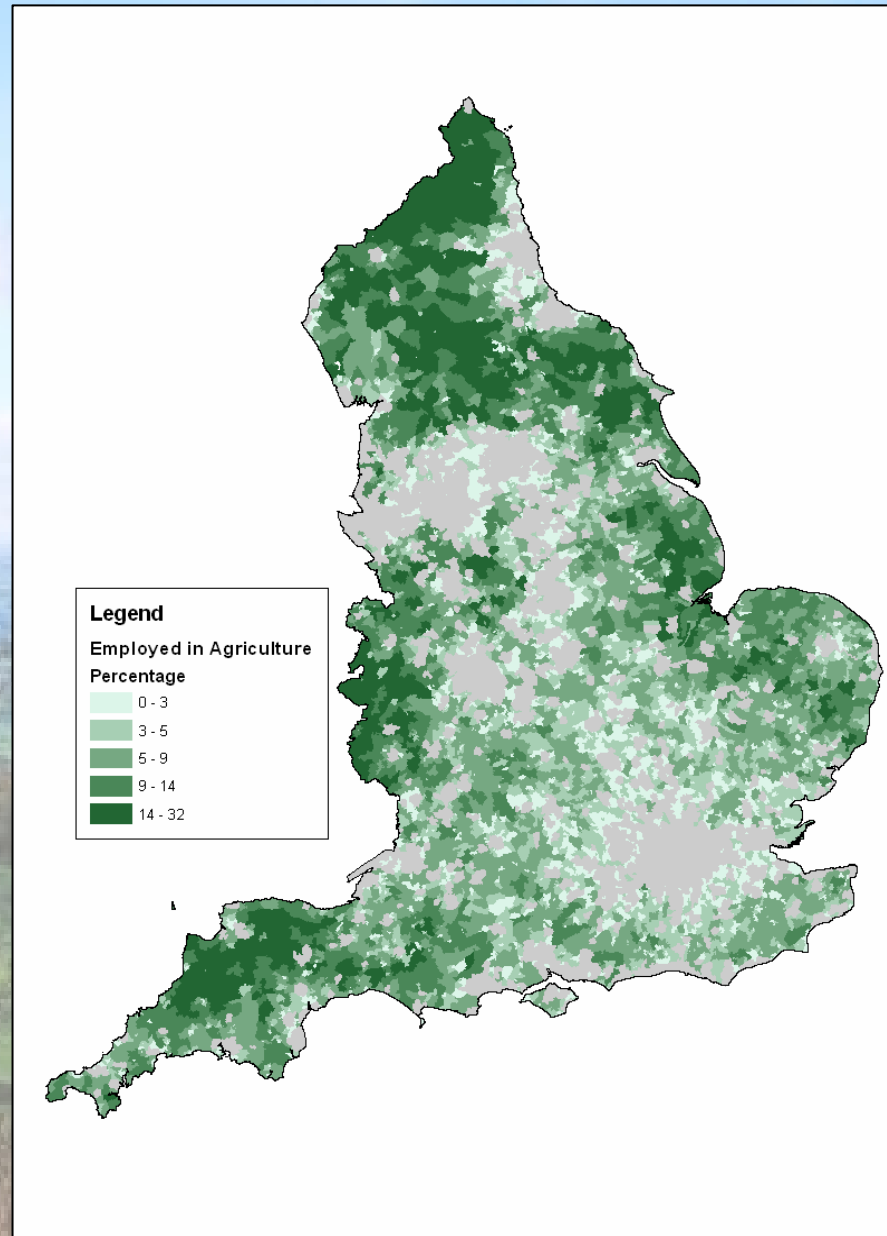 Legend
Employed in Agriculture
Percentage
0 - 3
3 - 5
5 - 9
9 - 14
14 - 32